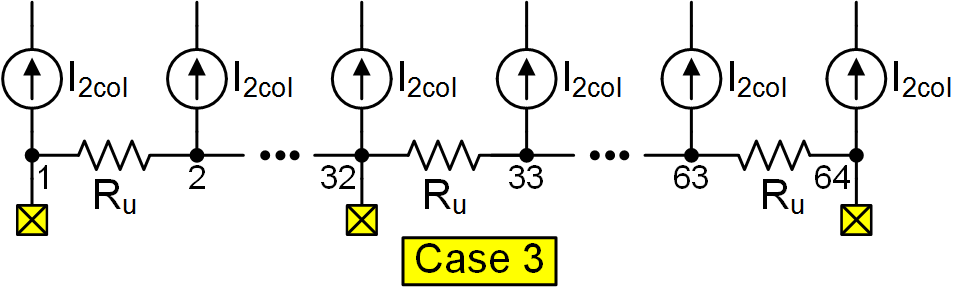 I2col I2col I2col I2col I2col I2col
1 2 32 33 63 64
Ru Ru Ru
Case 3